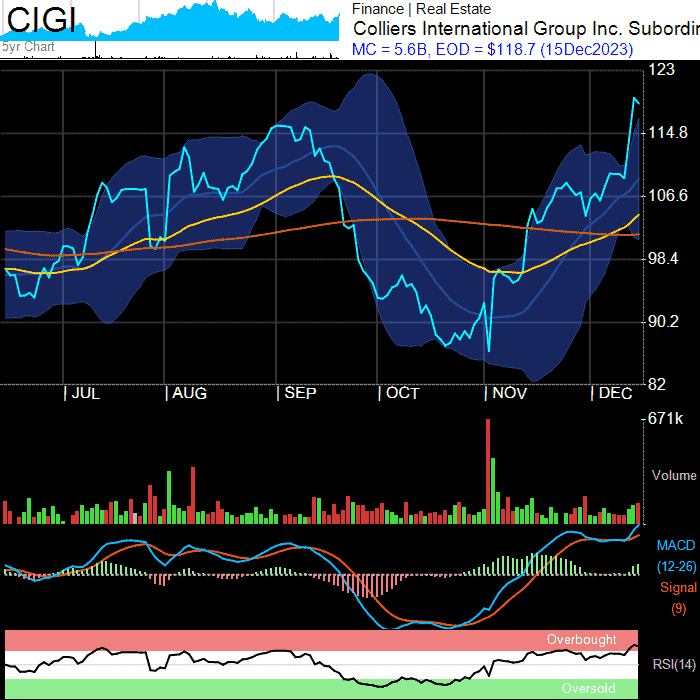 CIGI
5yr Chart
Finance | Real Estate
Colliers International Group Inc. Subordin
MC = 5.6B, EOD = $118.7 (15Dec2023)
123
114.8
106.6
98.4
90.2
82
| JUL | AUG | SEP | OCT | NOV | DEC
671k
Volume
MACD
(12-26)
Signal
(9)
Overbought
RSI(14)
Oversold